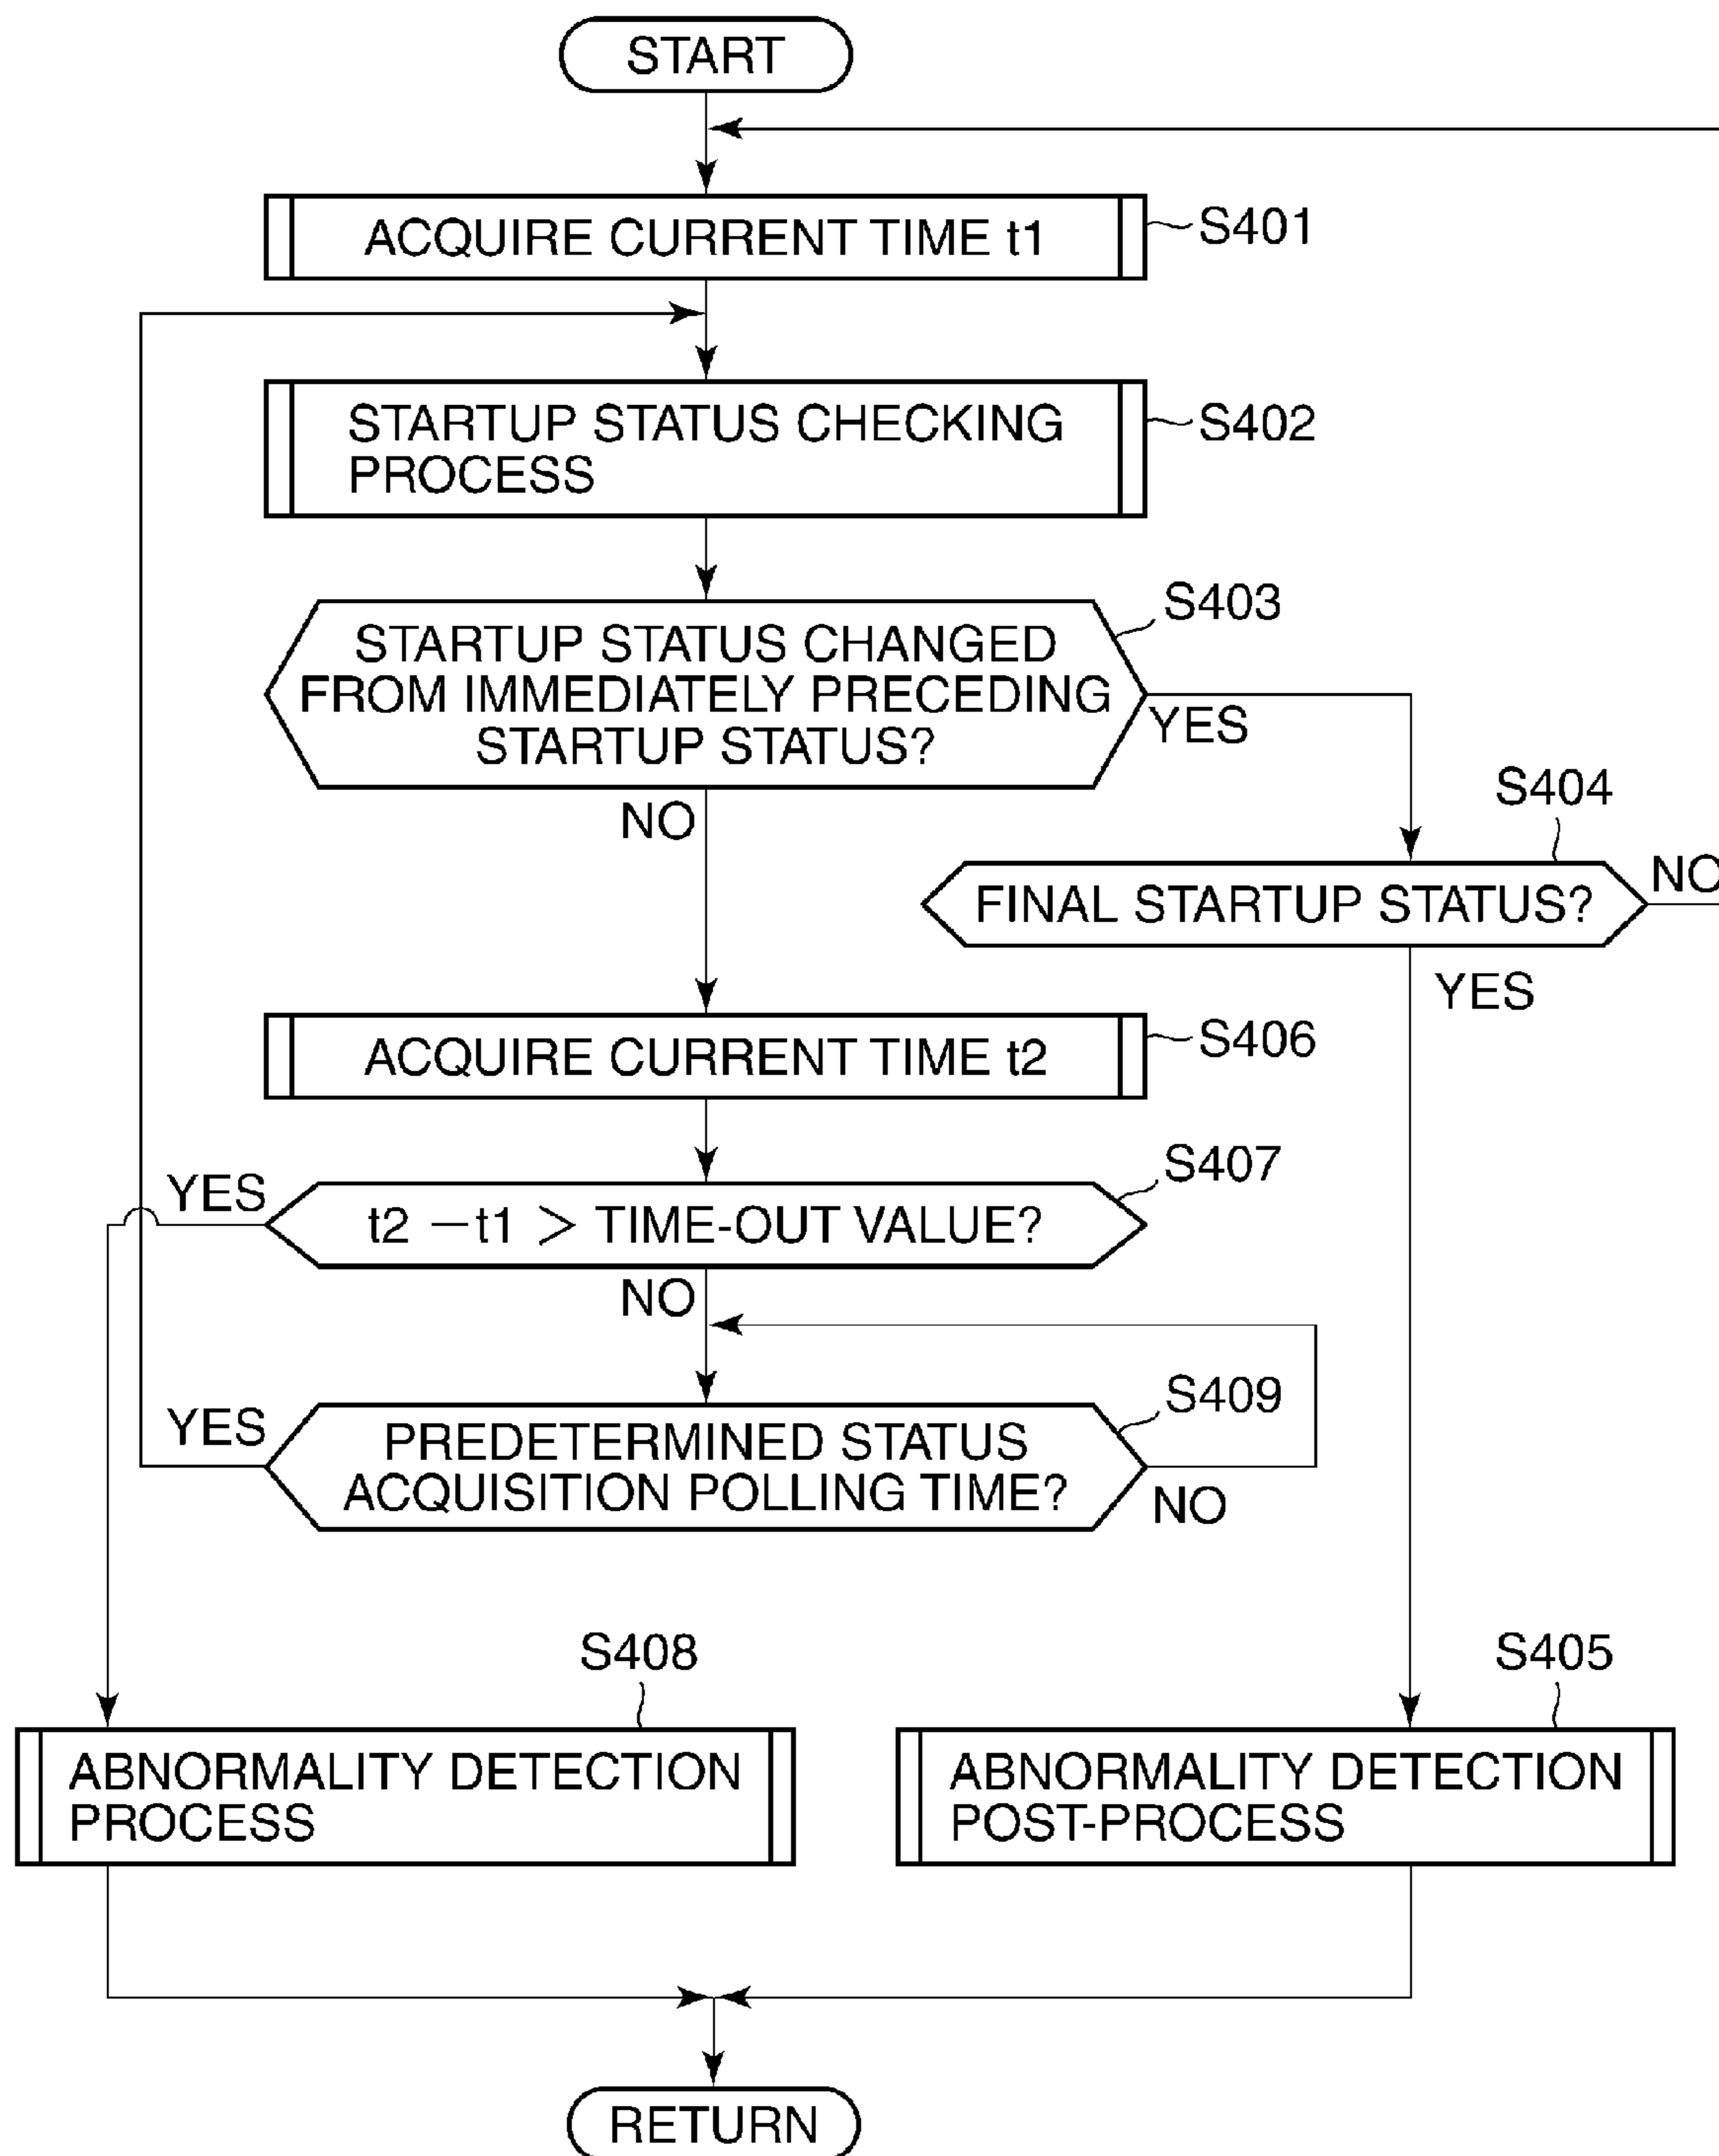 START
ACQUIRE CURRENT TIME t1
S401
STARTUP STATUS CHECKING
PROCESS
S402
STARTUP STATUS CHANGED
FROM IMMEDIATELY PRECEDING
STARTUP STATUS?
S403
YES
NO
S404
FINAL STARTUP STATUS?
NO
YES
ACQUIRE CURRENT TIME t2
S406
S407
YES
t2 −t1 > TIME-OUT VALUE?
NO
S409
YES
PREDETERMINED STATUS
ACQUISITION POLLING TIME?
NO
S408
ABNORMALITY DETECTION
PROCESS
S405
ABNORMALITY DETECTION
POST-PROCESS
RETURN